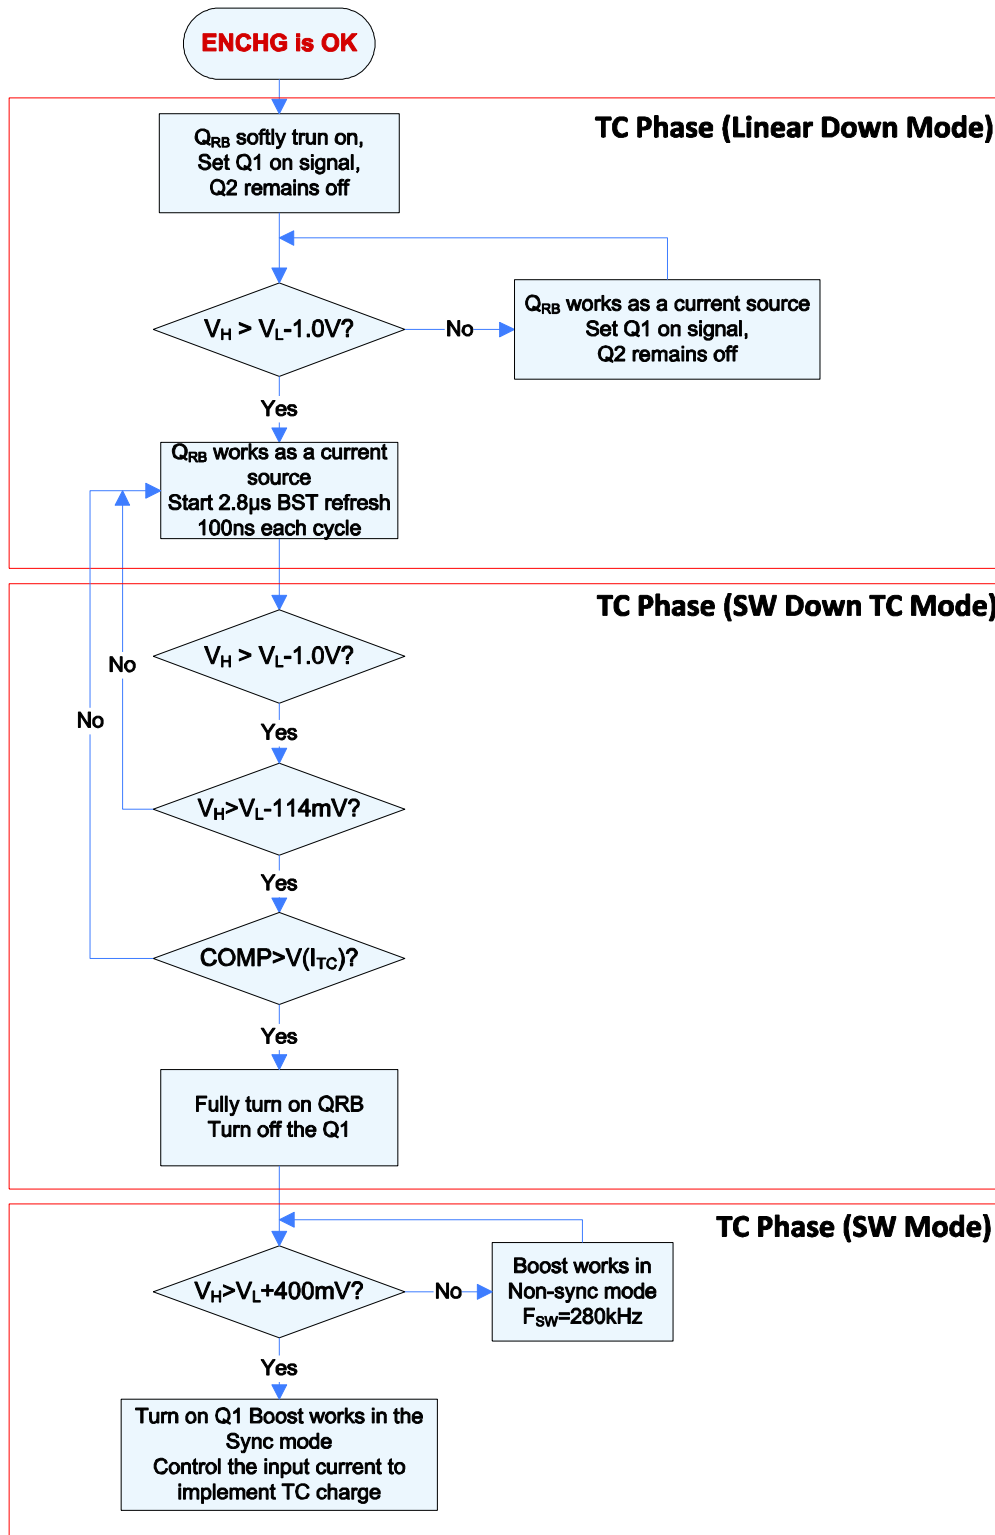 ENCHG is OK
TC Phase (Linear Down Mode)
QRB softly trun on,
Set Q1 on signal,
Q2 remains off
VH > VL-1.0V?
No
QRB works as a current source
Set Q1 on signal,
Q2 remains off
Yes
QRB works as a current
source
Start 2.8µs BST refresh
100ns each cycle
TC Phase (SW Down TC Mode)
VH > VL-1.0V?
No
No
Yes
VH>VL-114mV?
Yes
COMP>V(ITC)?
Yes
Fully turn on QRB
Turn off the Q1
TC Phase (SW Mode)
VH>VL+400mV?
No
Boost works in
Non-sync mode
FSW=280kHz
Yes
Turn on Q1 Boost works in the
Sync mode
Control the input current to
implement TC charge